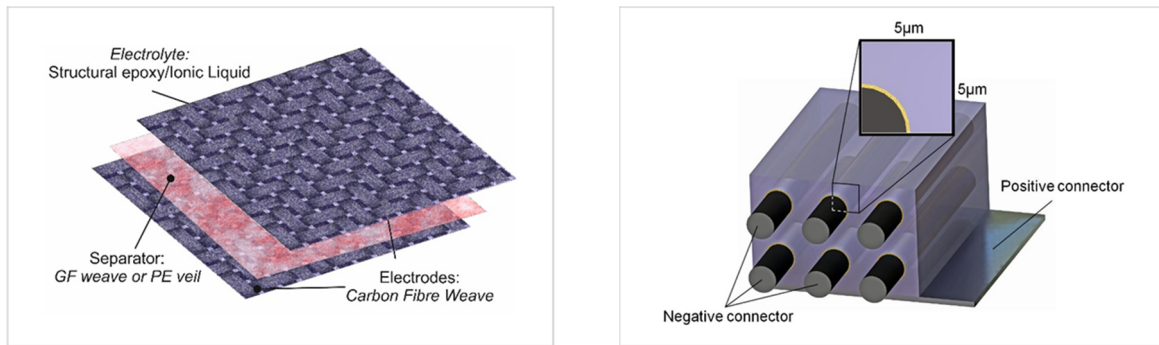 Electrolyte:
Structural epoxy/Ionic Liquid
Separator:
GF weave or PE veil
Electrodes:
Carbon Fibre Weave
5µm
5µm
Positive connector
Negative connector